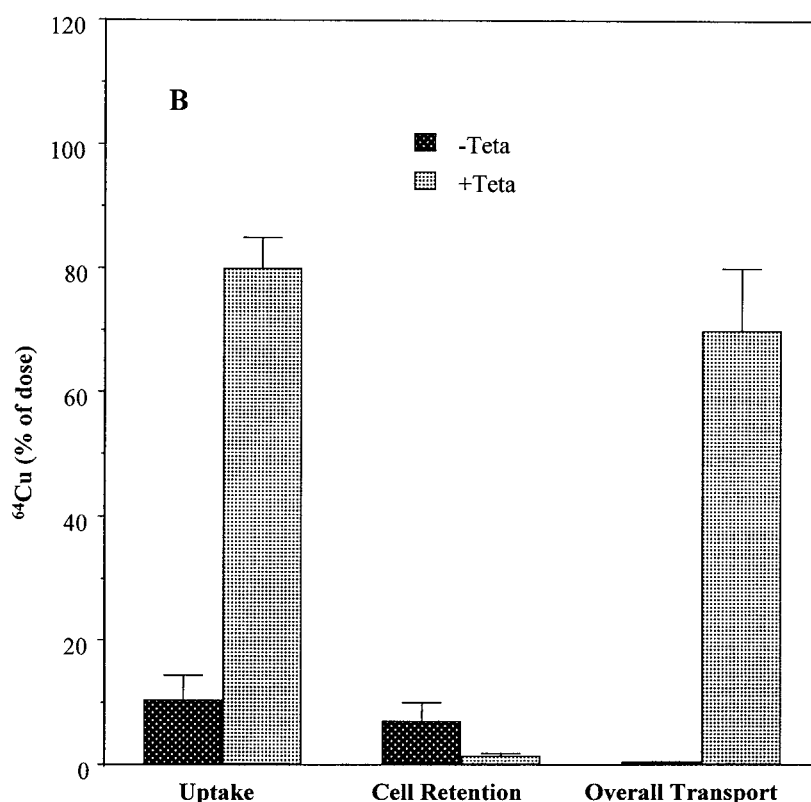 120
B
100
-Teta
+Teta
80
60
40
20
0
⁶⁴Cu (% of dose)
Uptake Cell Retention Overall Transport